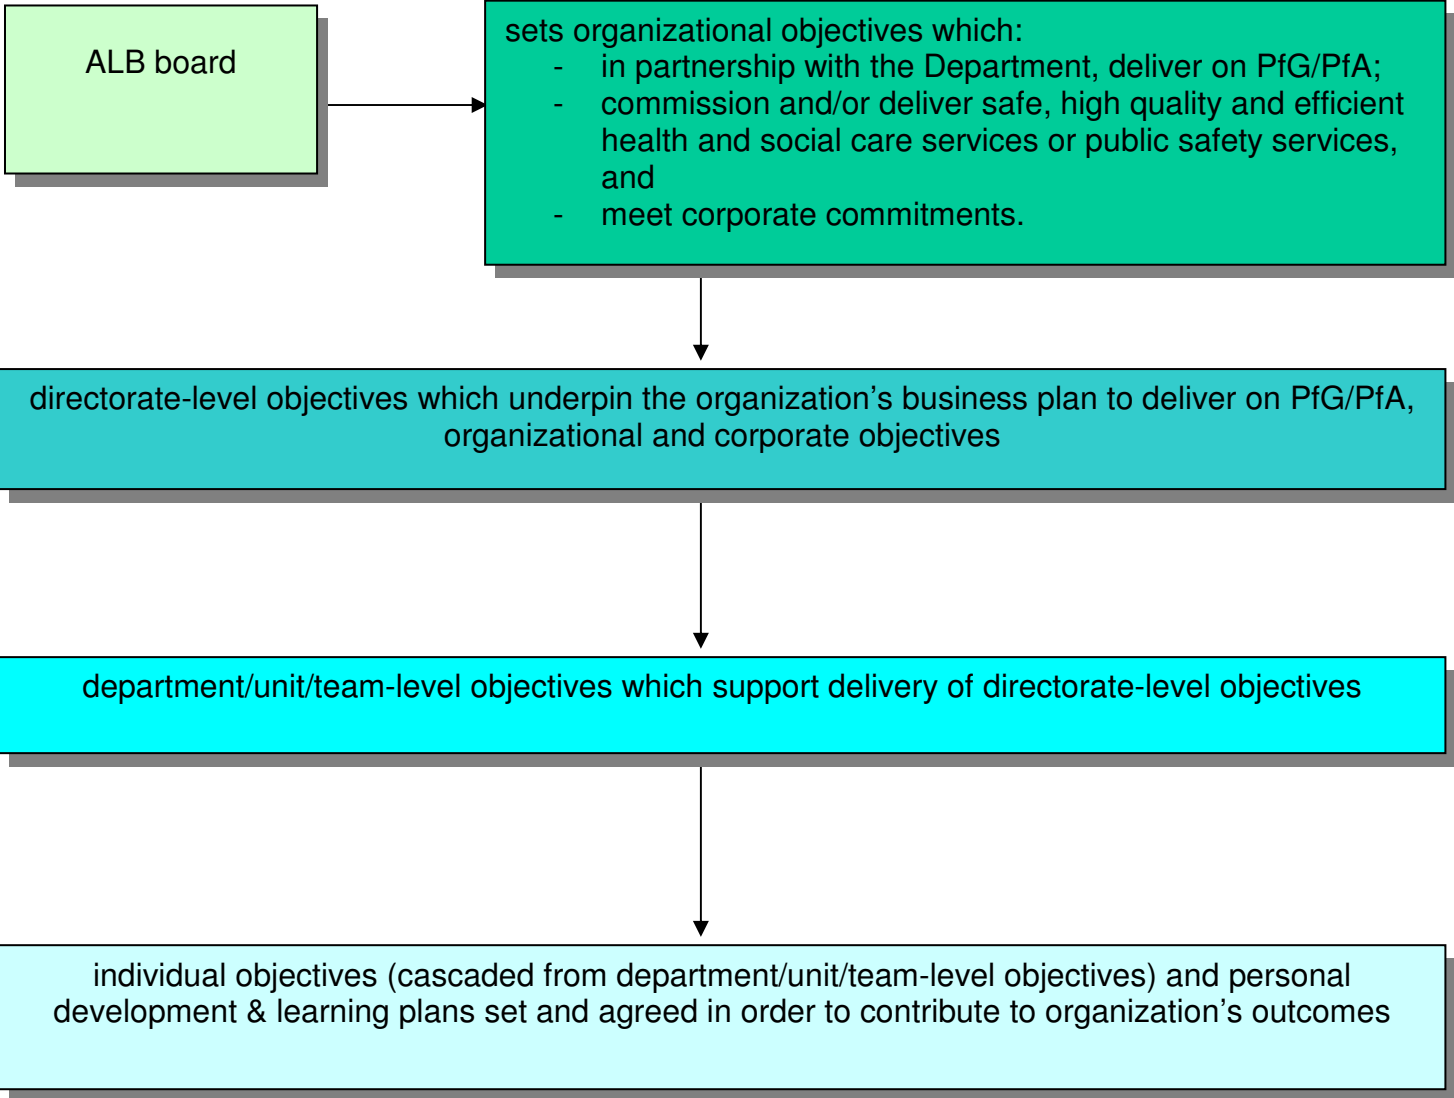 ALB board
sets organizational objectives which:
- in partnership with the Department, deliver on PfG/PfA;
- commission and/or deliver safe, high quality and efficient
health and social care services or public safety services,
and
- meet corporate commitments.
directorate-level objectives which underpin the organization’s business plan to deliver on PfG/PfA,
organizational and corporate objectives
department/unit/team-level objectives which support delivery of directorate-level objectives
individual objectives (cascaded from department/unit/team-level objectives) and personal
development & learning plans set and agreed in order to contribute to organization’s outcomes